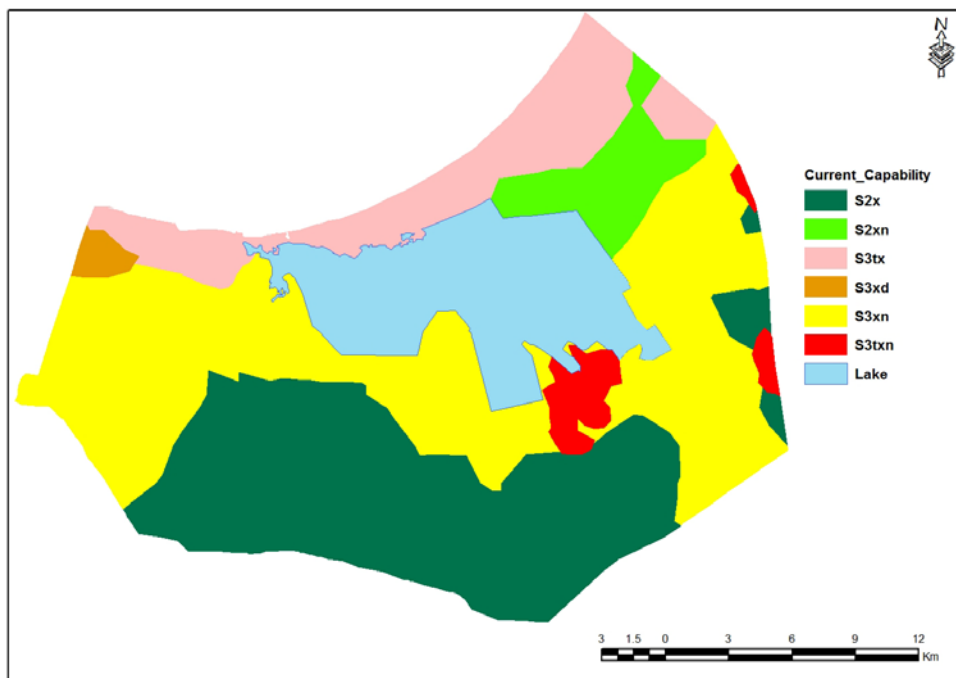 N
Current_Capability
S2x
S2xn
S3tx
S3xd
S3xn
S3txn
Lake
3 1.5 0 3 6 9 12
Km